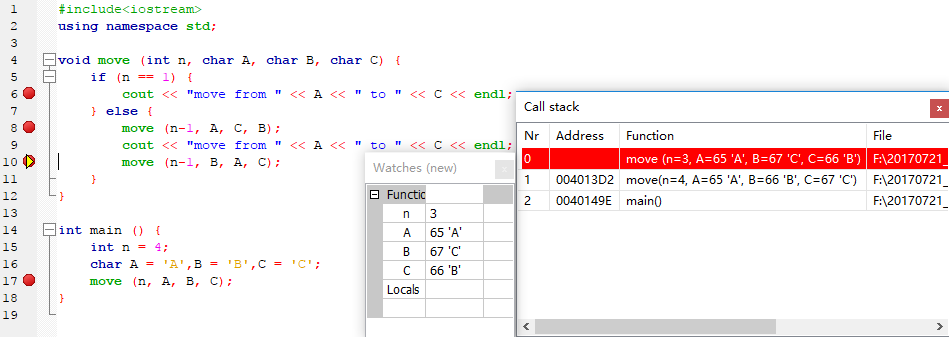 1 #include<iostream>
2 using namespace std;
3
4 void move (int n, char A, char B, char C) {
5 if (n == 1) {
6 cout << "move from " << A << " to " << C << endl;
7 } else {
8 move (n-1, A, C, B);
9 cout << "move from " << A << " to " << C << endl;
10 move (n-1, B, A, C);
11 }
12 }
13
14 int main () {
15 int n = 4;
16 char A = 'A',B = 'B',C = 'C';
17 move (n, A, B, C);
18 }
19
Watches (new)
Functic
n 3
A 65 'A'
B 67 'C'
C 66 'B'
Locals
Call stack
Nr Address Function File
0 move (n=3, A=65 'A', B=67 'C', C=66 'B') F:\20170721_
1 004013D2 move(n=4, A=65 'A', B=66 'B', C=67 'C') F:\20170721_
2 0040149E main() F:\20170721_